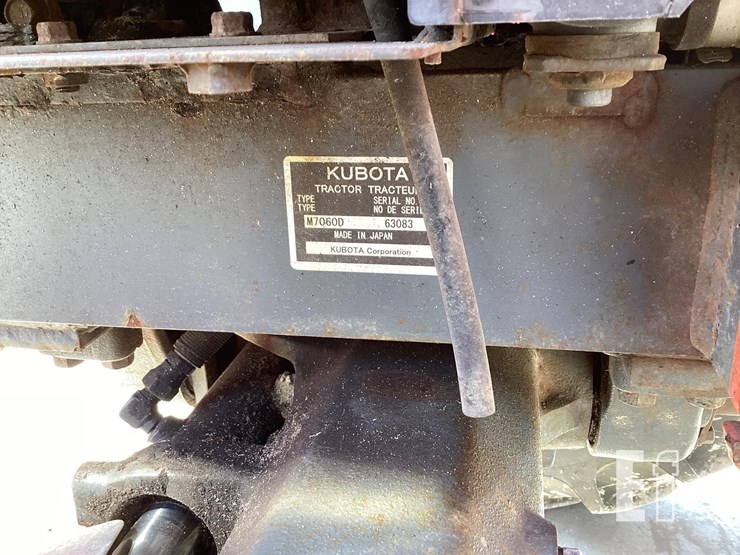 KUBOTA
TRACTOR TRACTEUR
TYPE SERIAL NO.
TYPE NO DE SERIE
M7060D 63083
MADE IN JAPAN
KUBOTA Corporation